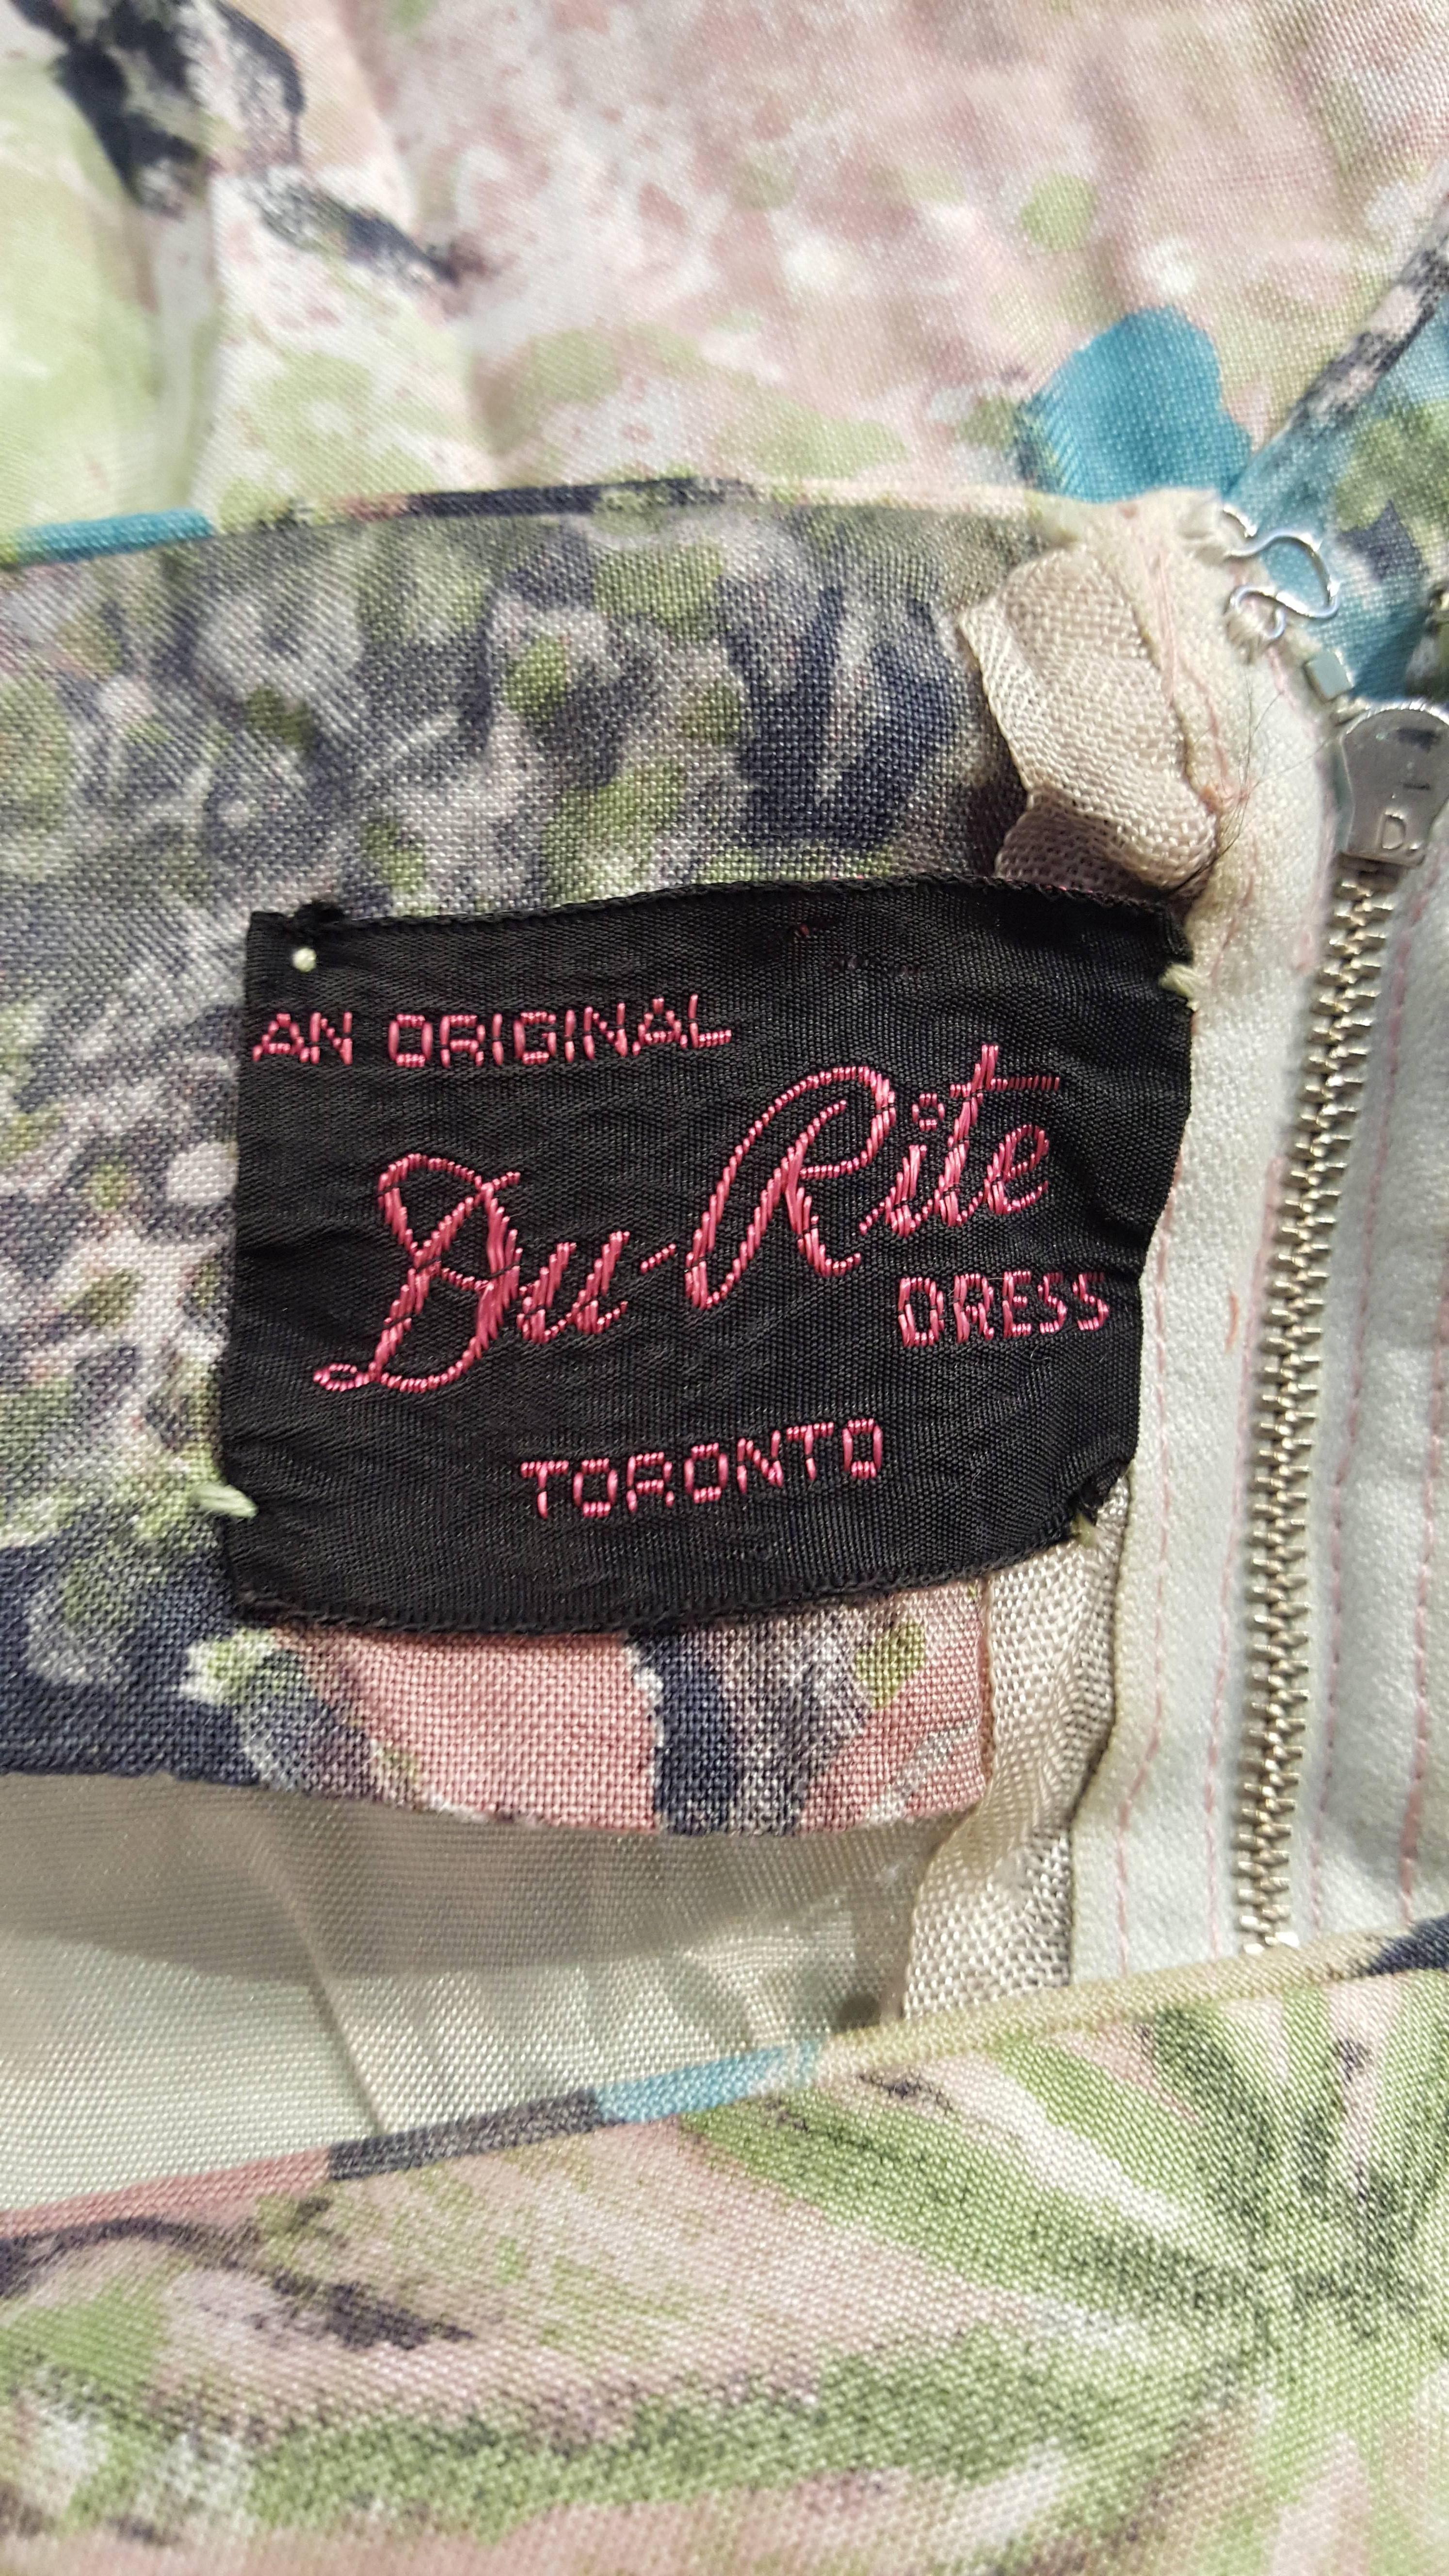 AN ORIGINAL
Du-Rite
DRESS
TORONTO
D.